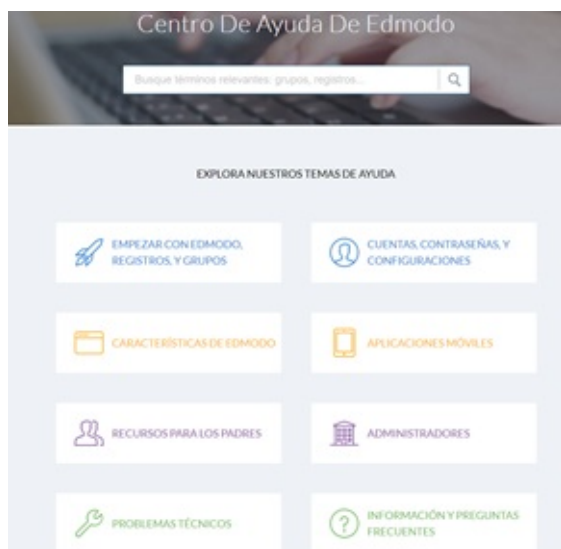 Centro De Ayuda De Edmodo
Busque términos relevantes: grupos, registros...
EXPLORA NUESTROS TEMAS DE AYUDA
EMPEZAR CON EDMODO,
REGISTROS, Y GRUPOS
CUENTAS, CONTRASEÑAS, Y
CONFIGURACIONES
CARACTERÍSTICAS DE EDMODO
APLICACIONES MÓVILES
RECURSOS PARA LOS PADRES
ADMINISTRADORES
PROBLEMAS TÉCNICOS
INFORMACIÓN Y PREGUNTAS
FRECUENTES